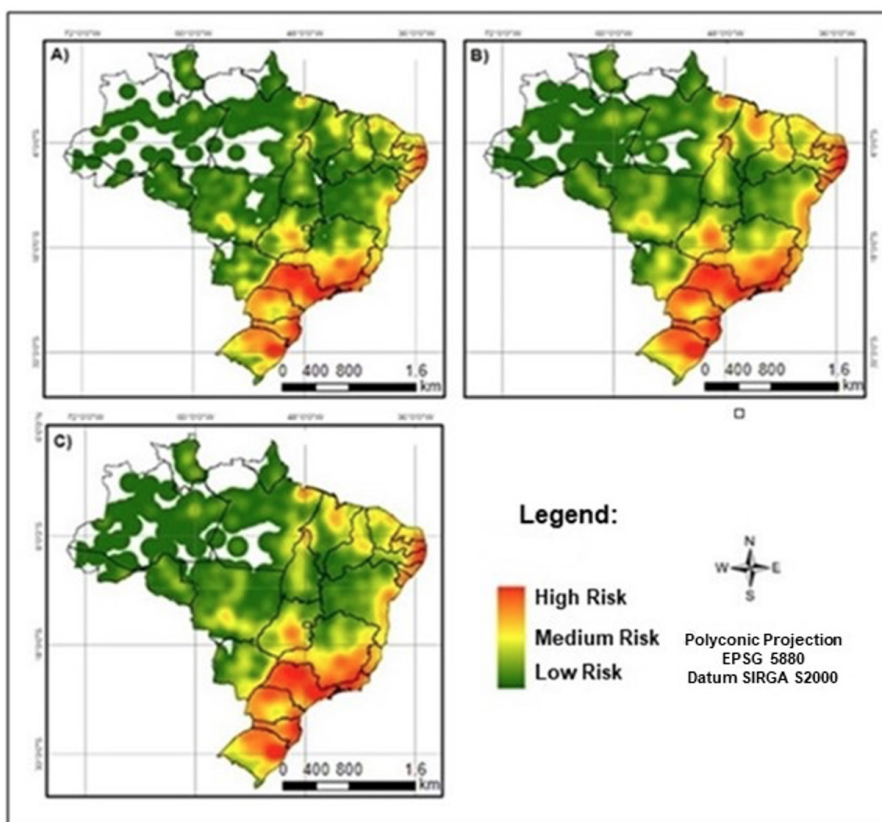 A)
B)
0 400 800 1.6
km
0 400 800 1.6
km
C)
0 400 800 1.6
km
Legend:
High Risk
Medium Risk
Low Risk
N
W E
S
Polyconic Projection
EPSG 5880
Datum SIRGA S2000